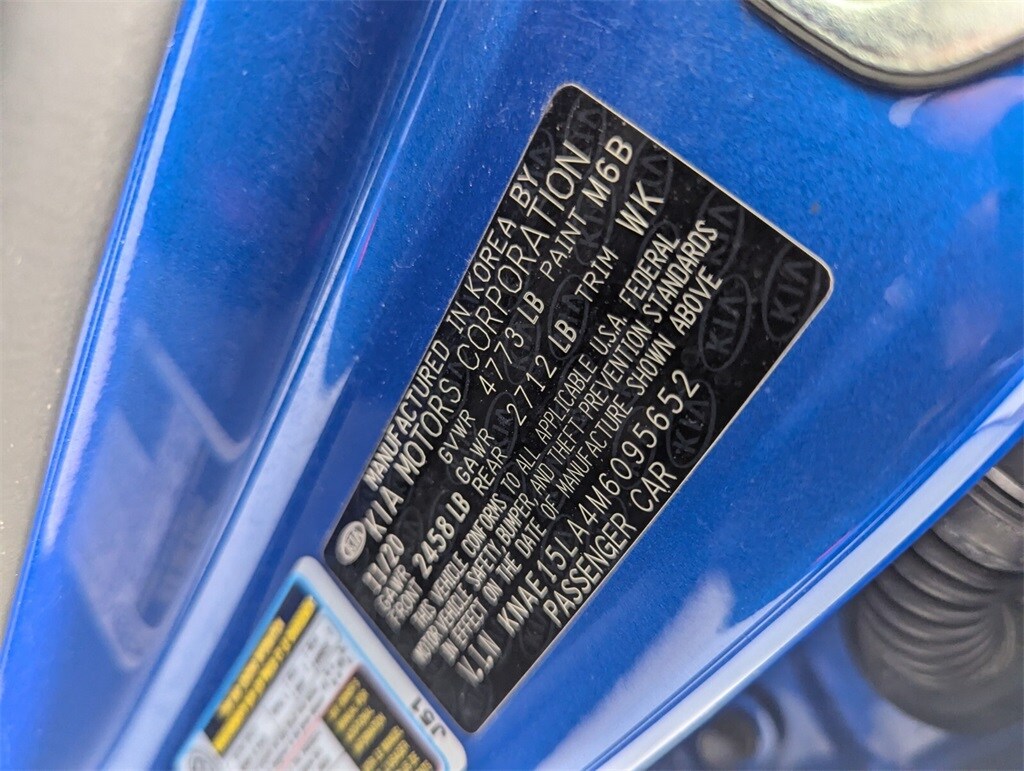 MANUFACTURED IN KOREA BY
KIA MOTORS CORPORATION
11/20 GVWR 4773 LB PAINT M6B
GAWR FRONT 2458 LB GAWR REAR 2712 LB TRIM WK
THIS VEHICLE CONFORMS TO ALL APPLICABLE U.S.A. FEDERAL
MOTOR VEHICLE SAFETY BUMPER, AND THEFT PREVENTION STANDARDS
IN EFFECT ON THE DATE OF MANUFACTURE SHOWN ABOVE
V.I.N KNAE15LA4M6095652
PASSENGER CAR
KIA
J51